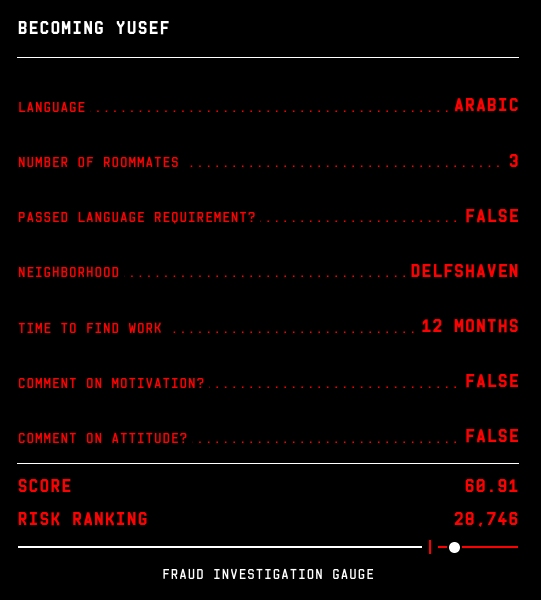 BECOMING YUSEF
LANGUAGE ........................................ ARABIC
NUMBER OF ROOMMATES ..................................... 3
PASSED LANGUAGE REQUIREMENT? ....................... FALSE
NEIGHBORHOOD ................................. DELFSHAVEN
TIME TO FIND WORK ............................. 12 MONTHS
COMMENT ON MOTIVATION? ............................. FALSE
COMMENT ON ATTITUDE? ............................... FALSE
SCORE 60.91
RISK RANKING 20,746
FRAUD INVESTIGATION GAUGE